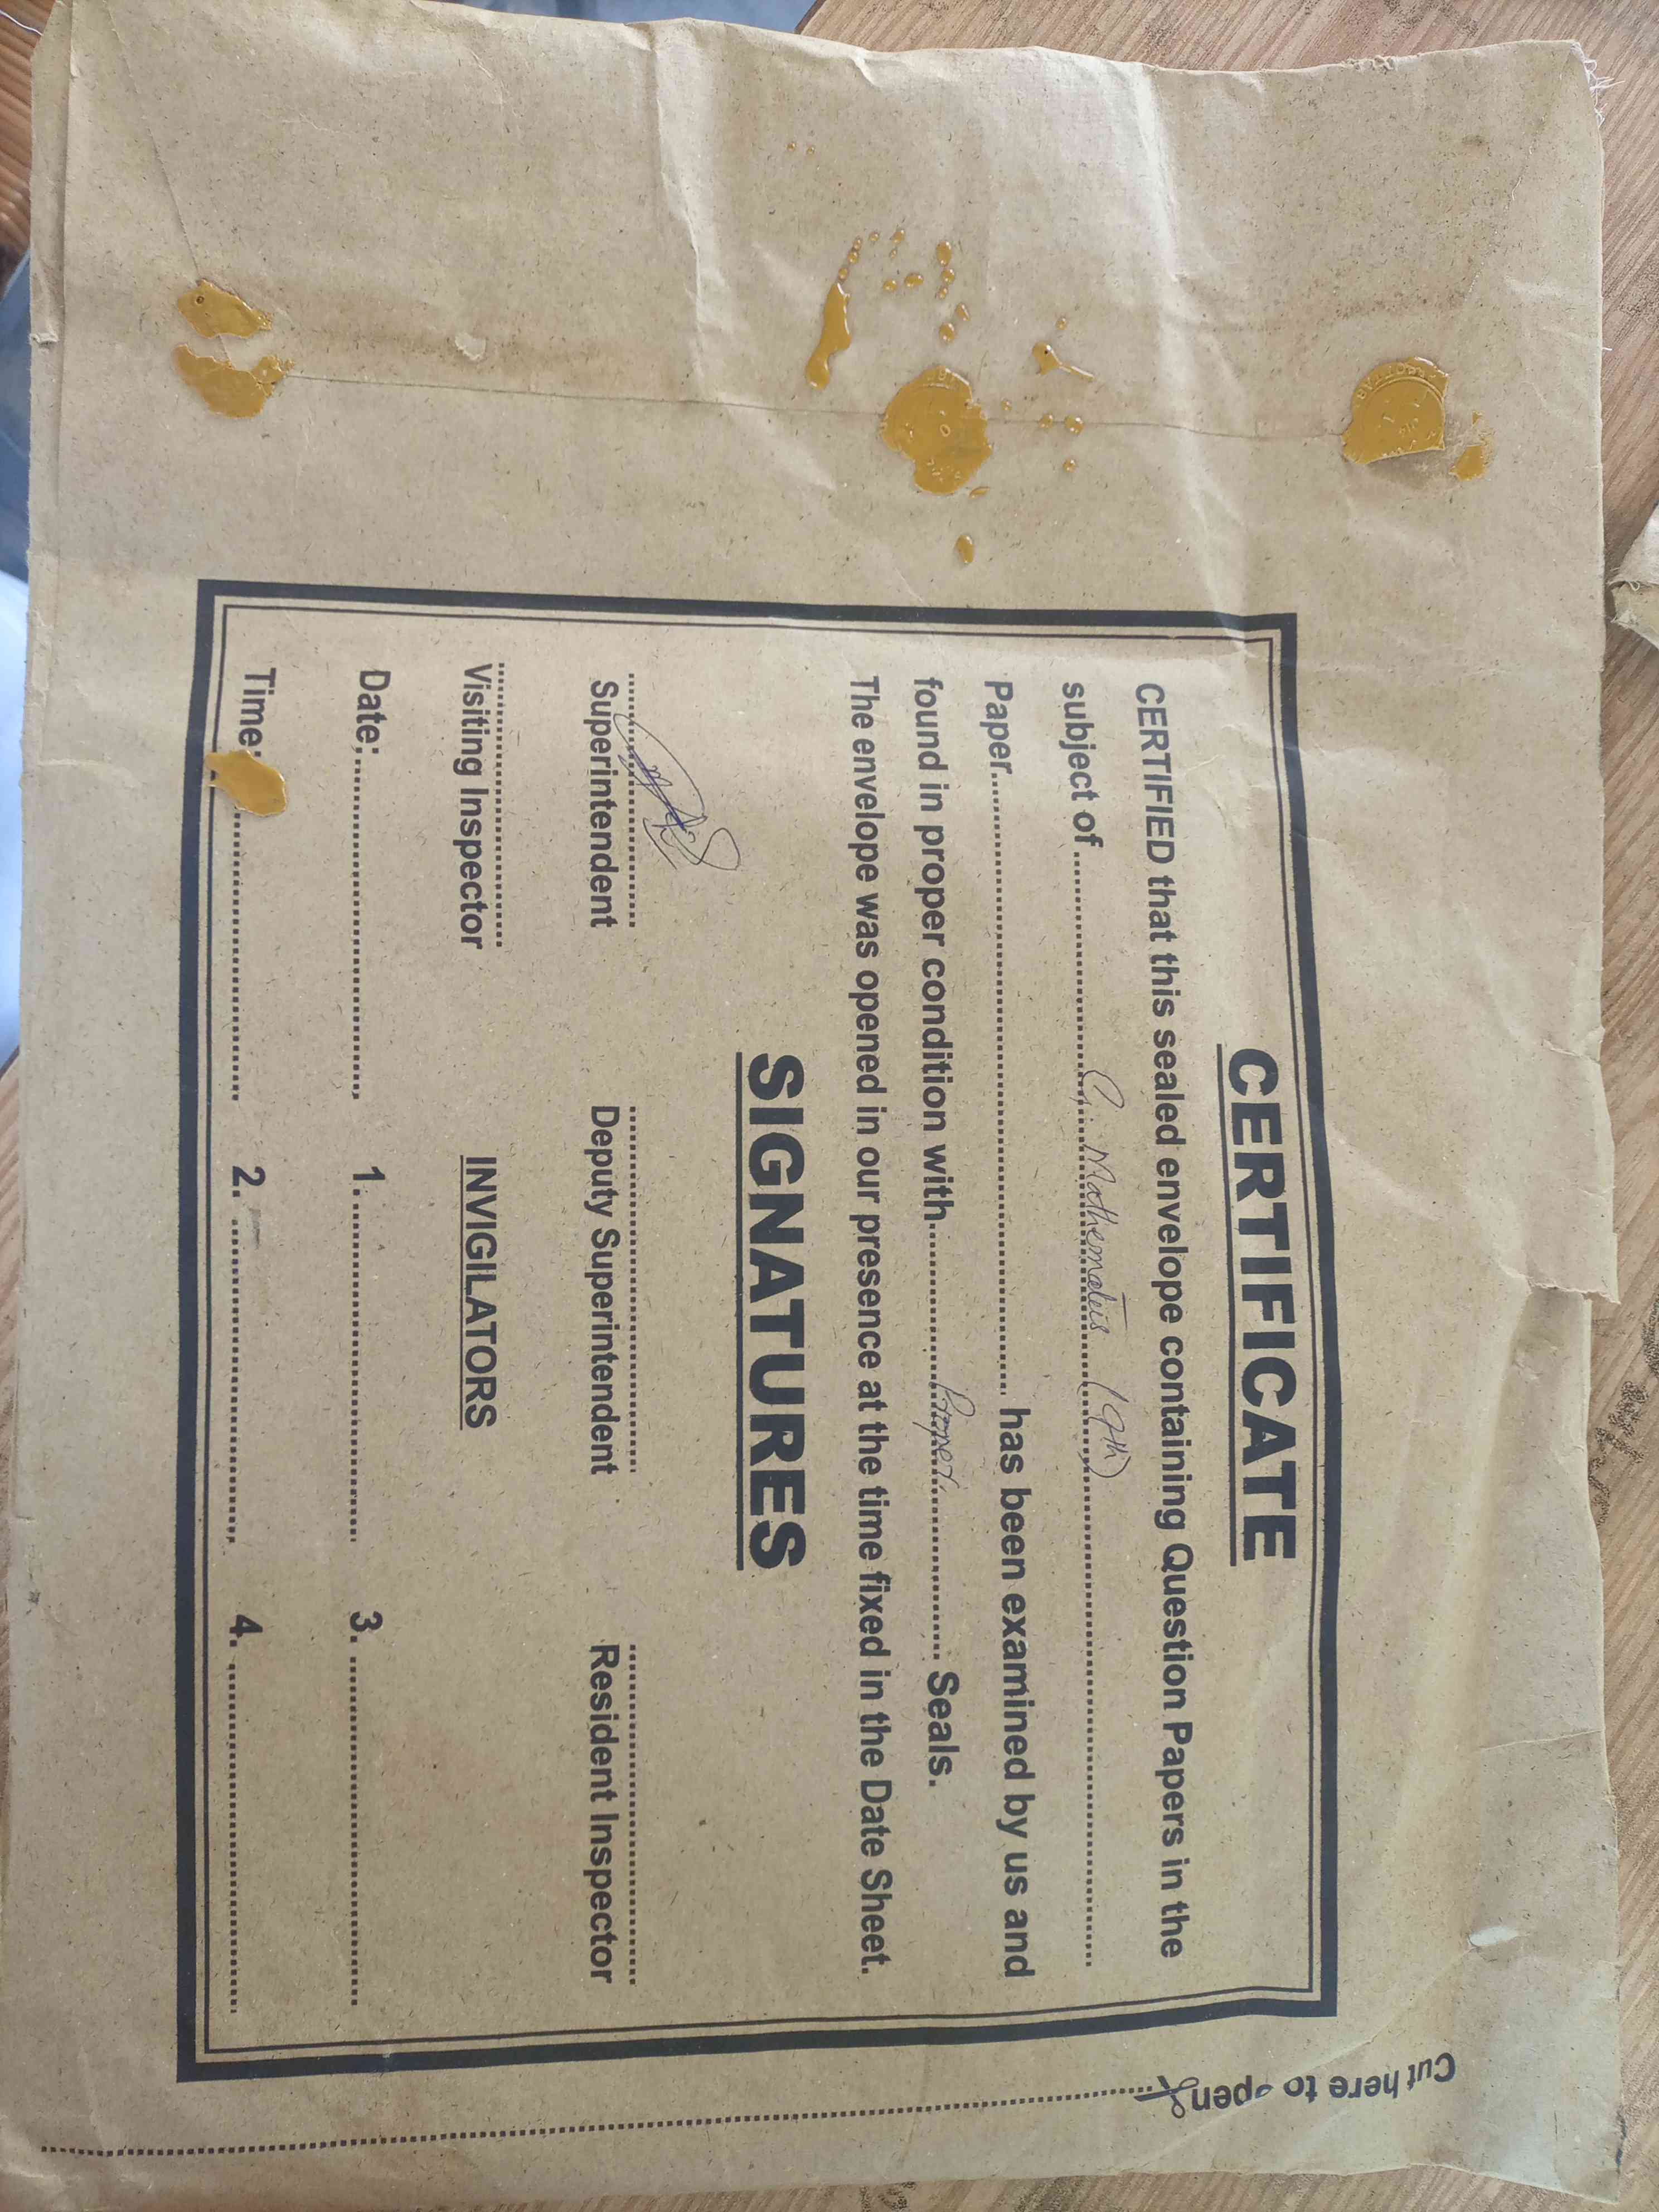 CERTIFICATE
CERTIFIED that this sealed envelope containing Question Papers in the
subject of ................ G. Mathematics (9th) ................
Paper................ has been examined by us and
found in proper condition with................ Proper ................ Seals.
The envelope was opened in our presence at the time fixed in the Date Sheet.
SIGNATURES
Superintendent Deputy Superintendent Resident Inspector
Visiting Inspector INVIGILATORS
Date:................ 1. ................ 3. ................
Time:................ 2. ................ 4. ................
Cut here to open